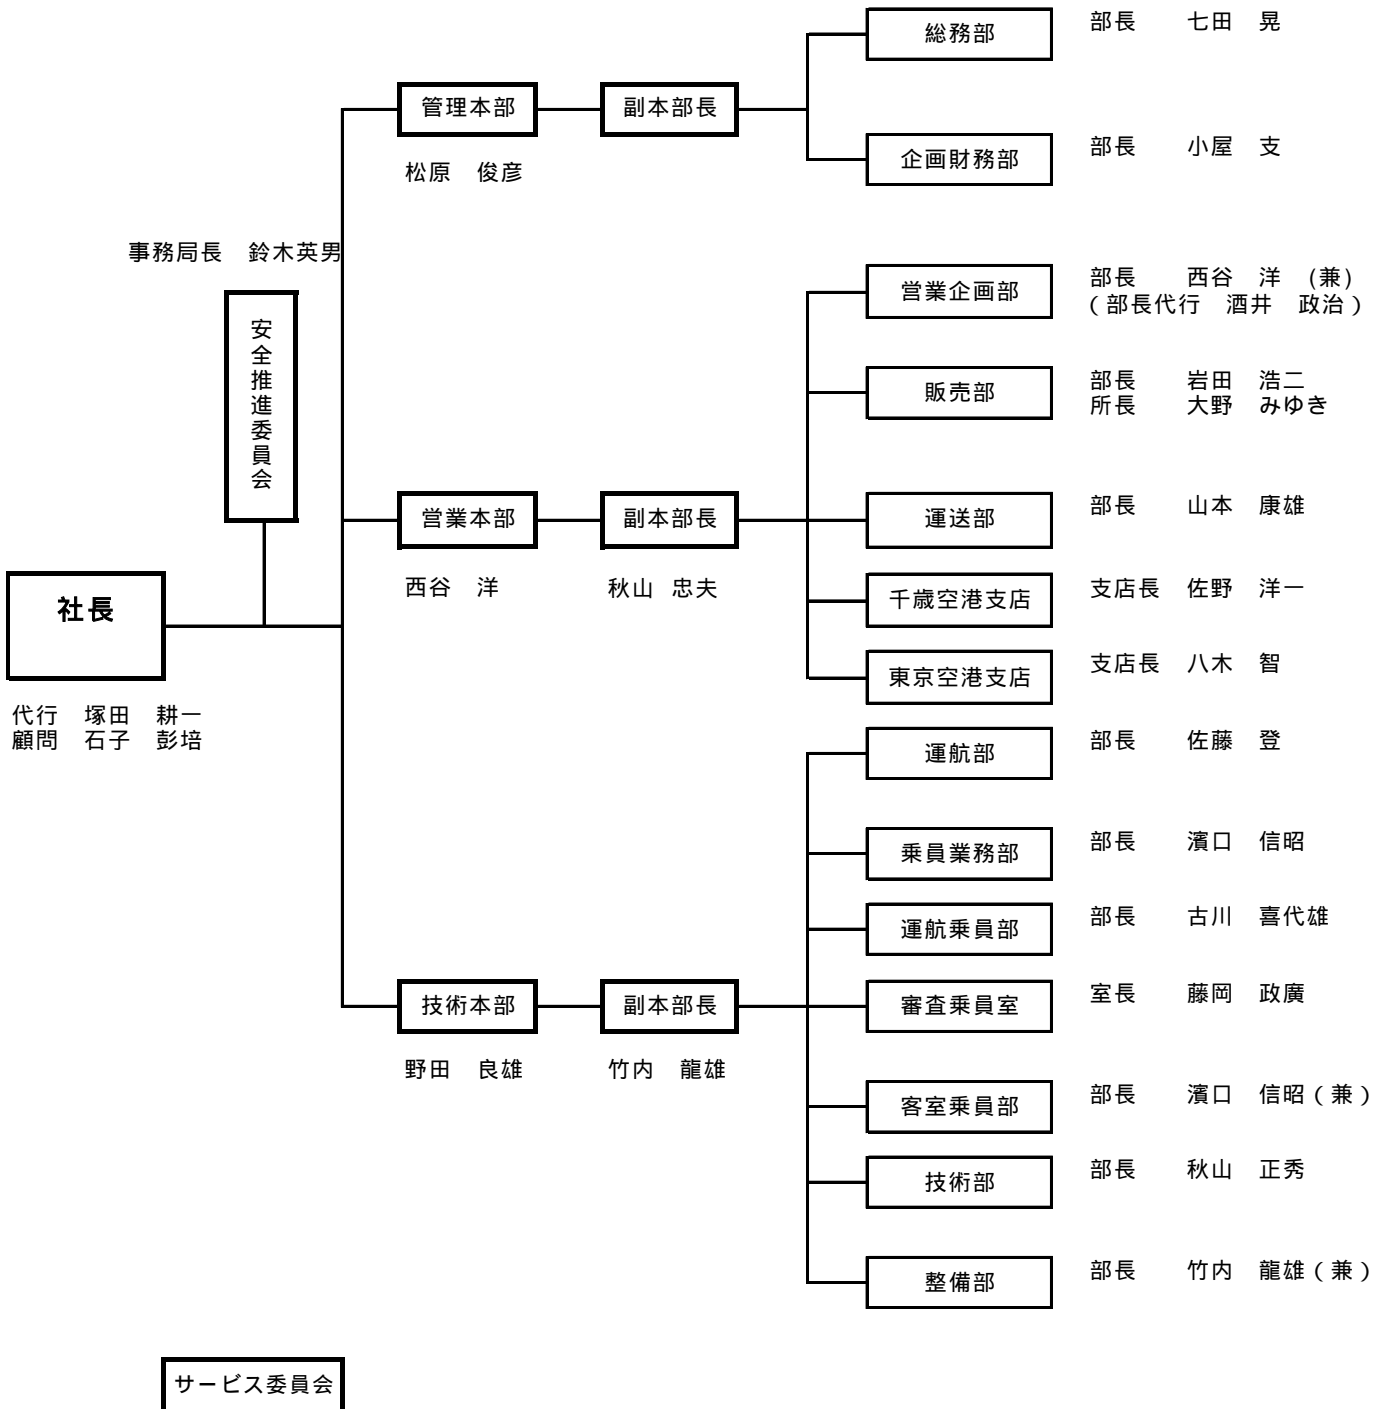 総務部
部長　七田　晃
管理本部
副本部長
松原　俊彦
企画財務部
部長　小屋　支
事務局長　鈴木英男
安全推進委員会
営業企画部
部長　西谷　洋　(兼)
（部長代行　酒井　政治）
販売部
部長　岩田　浩二
所長　大野　みゆき
営業本部
副本部長
西谷　洋
秋山　忠夫
運送部
部長　山本　康雄
千歳空港支店
支店長　佐野　洋一
東京空港支店
支店長　八木　智
社長
代行　塚田　耕一
顧問　石子　彭培
運航部
部長　佐藤　登
乗員業務部
部長　濱口　信昭
運航乗員部
部長　古川　喜代雄
技術本部
副本部長
野田　良雄
竹内　龍雄
審査乗員室
室長　藤岡　政廣
客室乗員部
部長　濱口　信昭（兼）
技術部
部長　秋山　正秀
整備部
部長　竹内　龍雄（兼）
サービス委員会